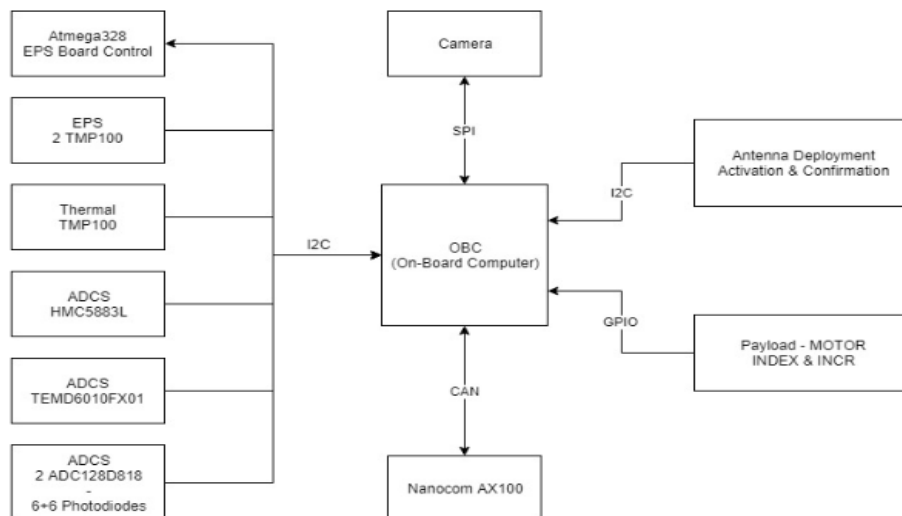 Atmega328
EPS Board Control
EPS
2 TMP100
Thermal
TMP100
ADCS
HMC5883L
ADCS
TEMD6010FX01
ADCS
2 ADC128D818
-
6+6 Photodiodes
I2C
Camera
SPI
OBC
(On-Board Computer)
CAN
Nanocom AX100
Antenna Deployment
Activation & Confirmation
I2C
GPIO
Payload - MOTOR
INDEX & INCR